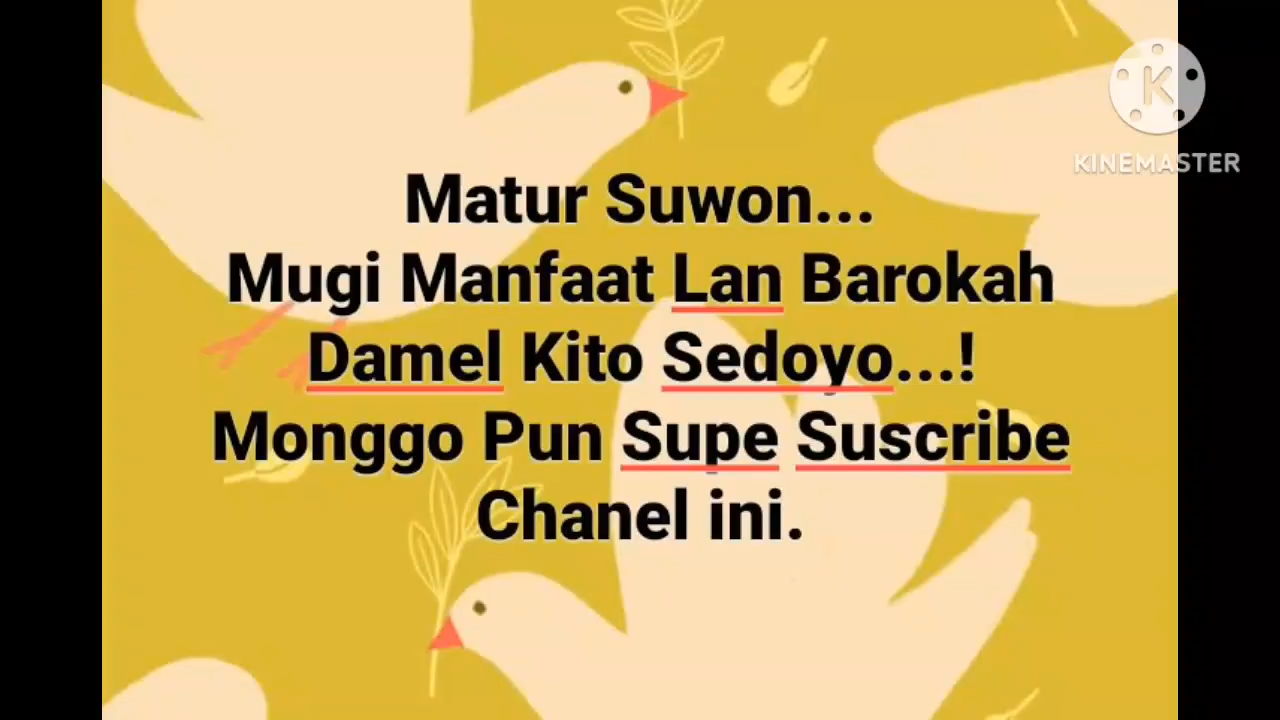 KINEMASTER
Matur Suwon...
Mugi Manfaat Lan Barokah
Damel Kito Sedoyo...!
Monggo Pun Supe Suscribe
Chanel ini.